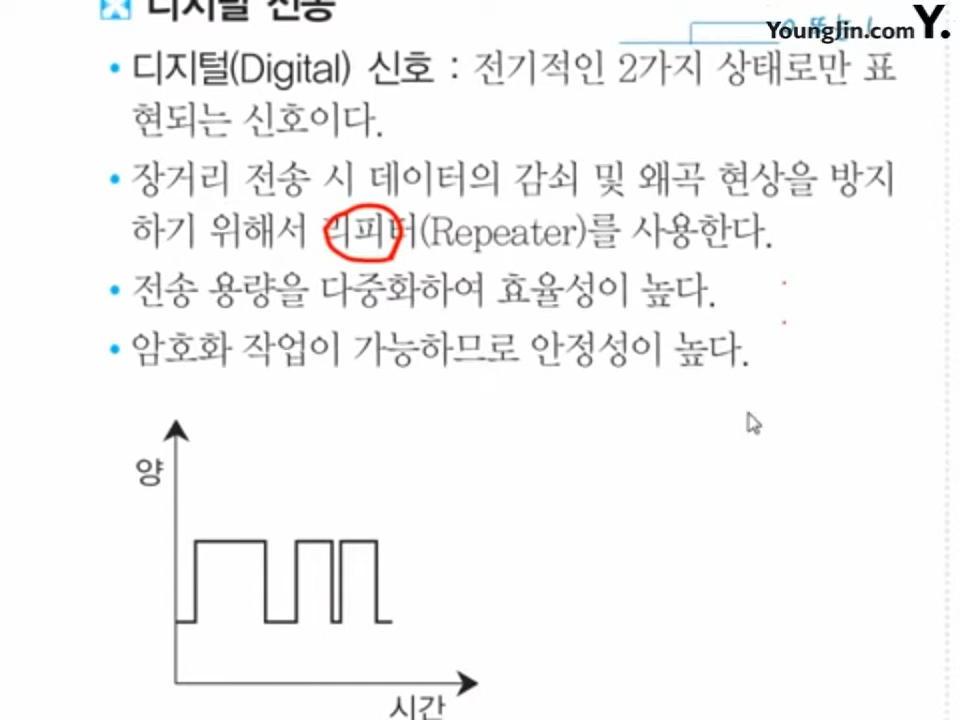 디지털 전송
YoungJin.com Y.
• 디지털(Digital) 신호 : 전기적인 2가지 상태로만 표
현되는 신호이다.
• 장거리 전송 시 데이터의 감쇠 및 왜곡 현상을 방지
하기 위해서 리피터(Repeater)를 사용한다.
• 전송 용량을 다중화하여 효율성이 높다.
• 암호화 작업이 가능하므로 안정성이 높다.
양
시간